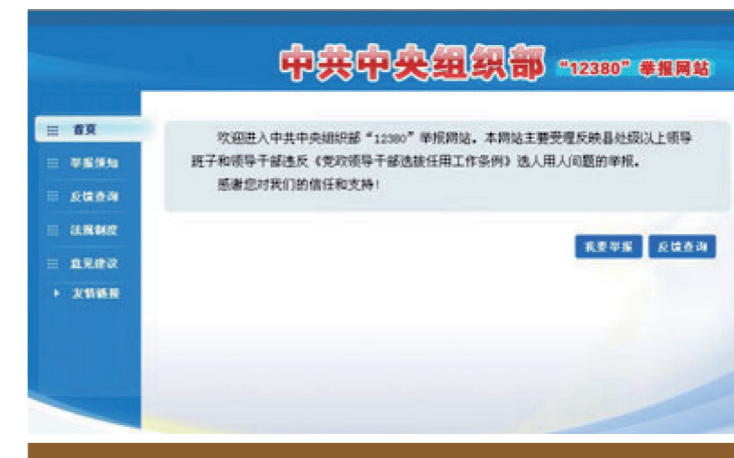 中共中央组织部 “12380”举报网站
首页
举报须知
反馈查询
法规制度
意见建议
友情链接
欢迎进入中共中央组织部“12380”举报网站。本网站主要受理反映县处级以上领导
班子和领导干部违反《党政领导干部选拔任用工作条例》选人用人问题的举报。
感谢您对我们的信任和支持！
我要举报 反馈查询